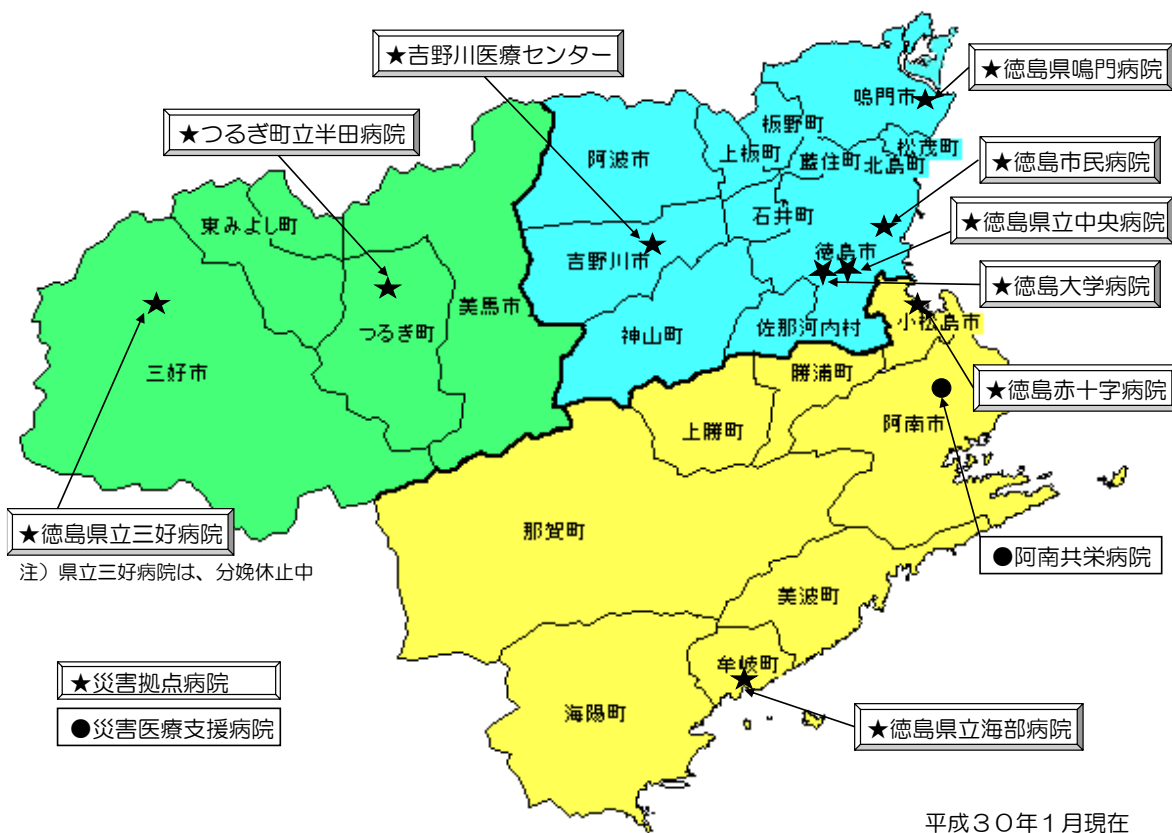 ★吉野川医療センター
★徳島県鳴門病院
鳴門市
★つるぎ町立半田病院
板野町
松茂町
阿波市
上板町
藍住町
北島町
★徳島市民病院
石井町
東みよし町
★徳島県立中央病院
吉野川市
徳島市
★徳島大学病院
美馬市
つるぎ町
神山町
佐那河内村
小松島市
三好市
勝浦町
★徳島赤十字病院
上勝町
阿南市
★徳島県立三好病院
注）県立三好病院は、分娩休止中
那賀町
●阿南共栄病院
美波町
牟岐町
★災害拠点病院
海陽町
●災害医療支援病院
★徳島県立海部病院
平成３０年１月現在